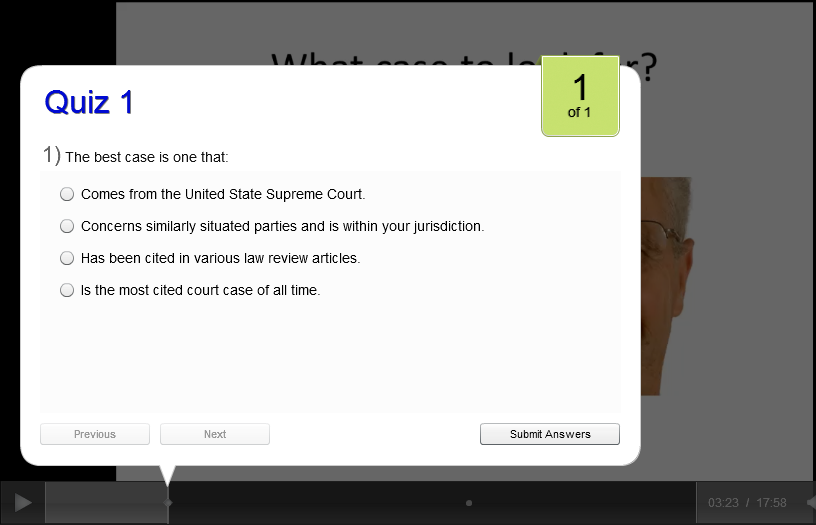 What case to look for?
Quiz 1
1
of 1
1) The best case is one that:
Comes from the United State Supreme Court.
Concerns similarly situated parties and is within your jurisdiction.
Has been cited in various law review articles.
Is the most cited court case of all time.
Previous
Next
Submit Answers
03:23 / 17:58